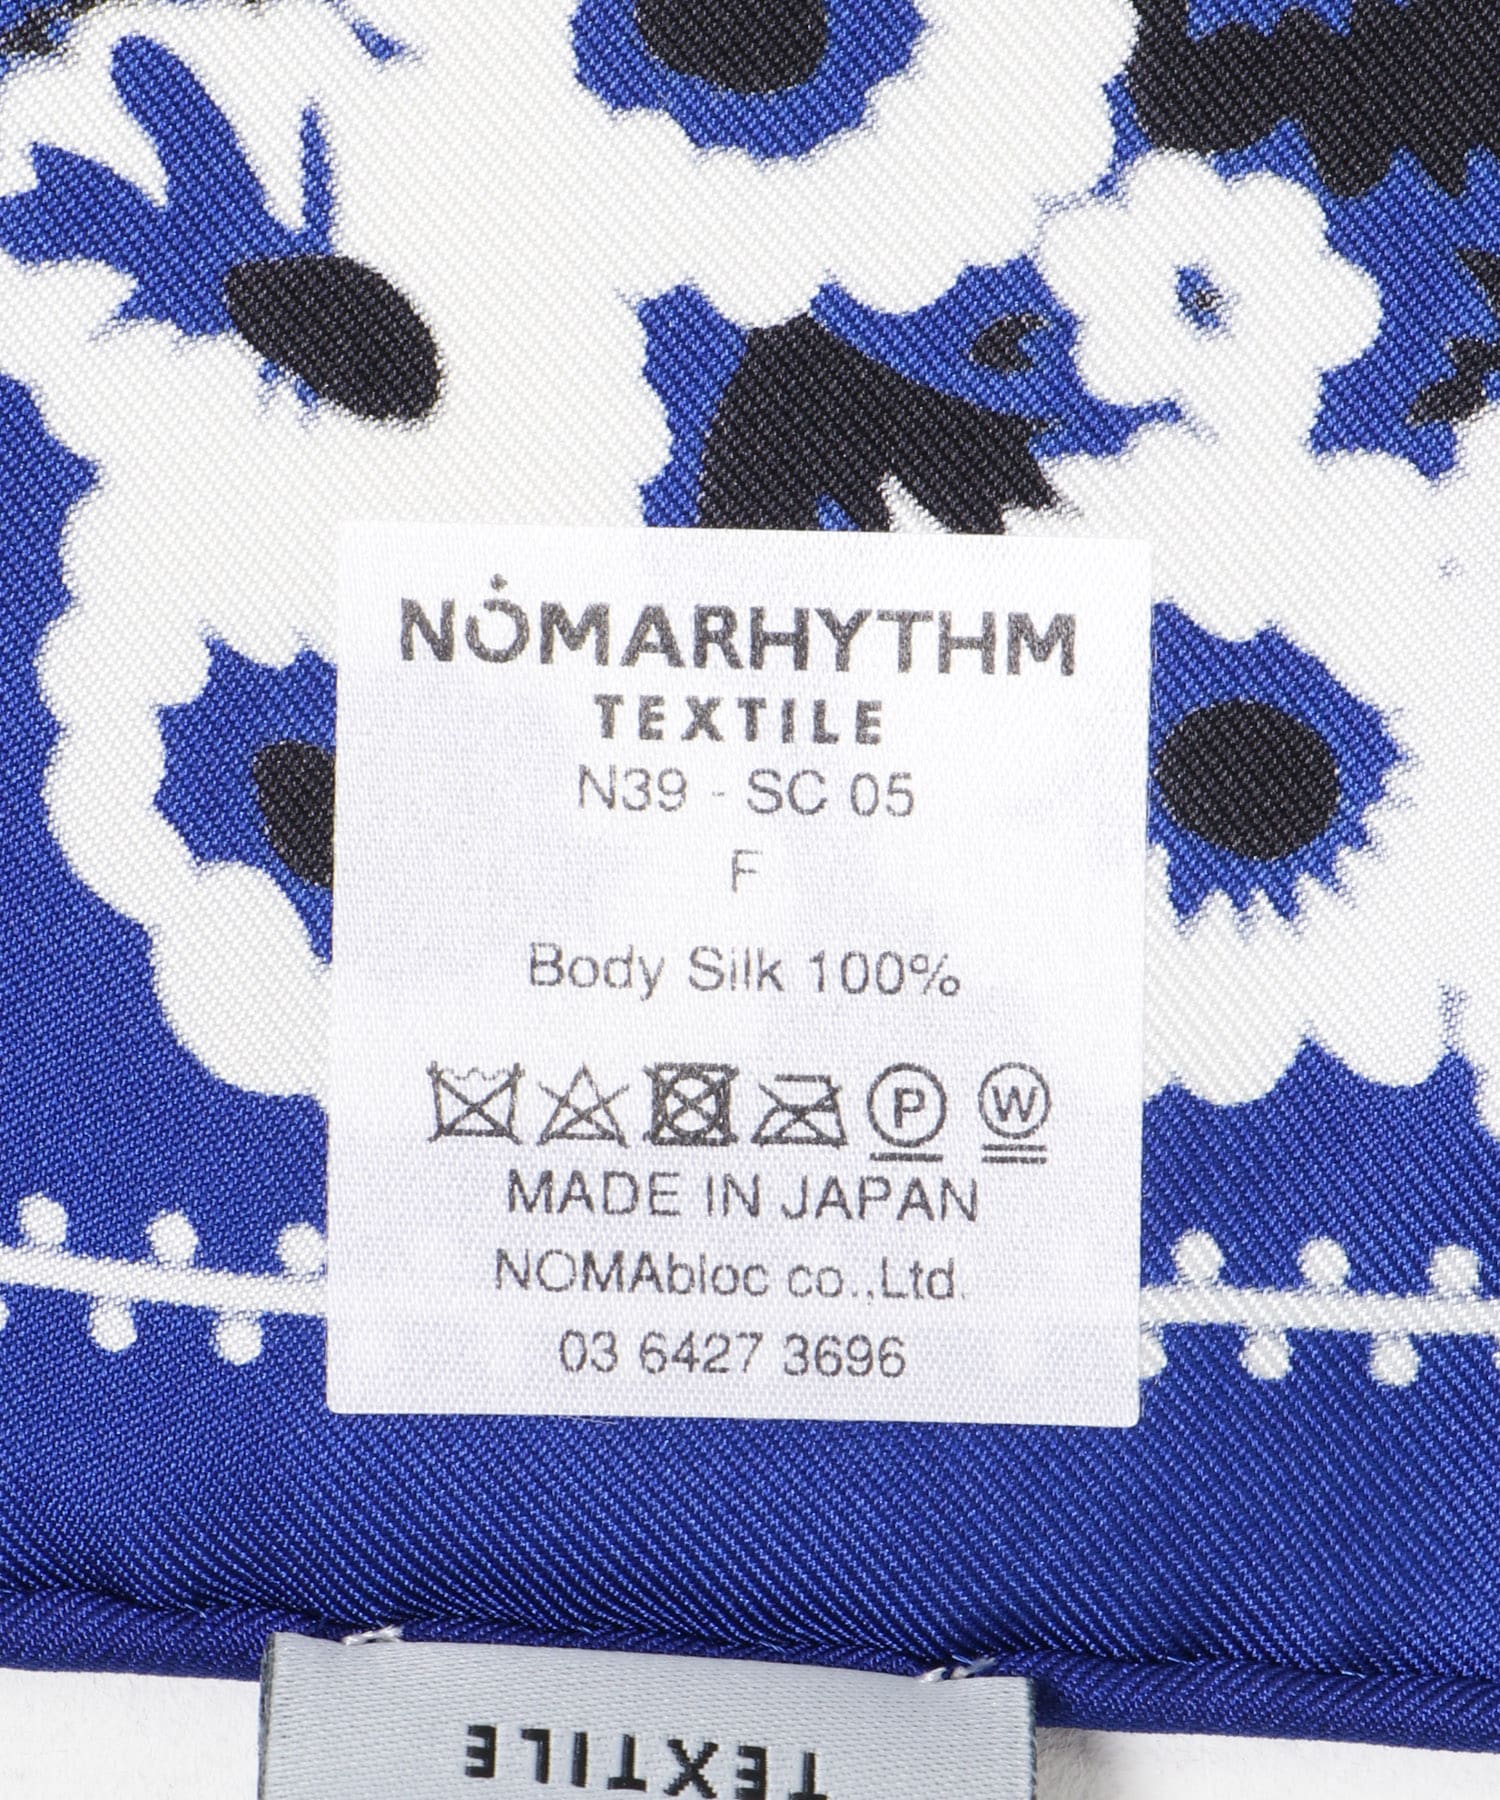 NOMARHYTHM
TEXTILE
N39 - SC 05
F
Body Silk 100%
P W
MADE IN JAPAN
NOMAbloc co.,Ltd.
03 6427 3696
TEXTILE